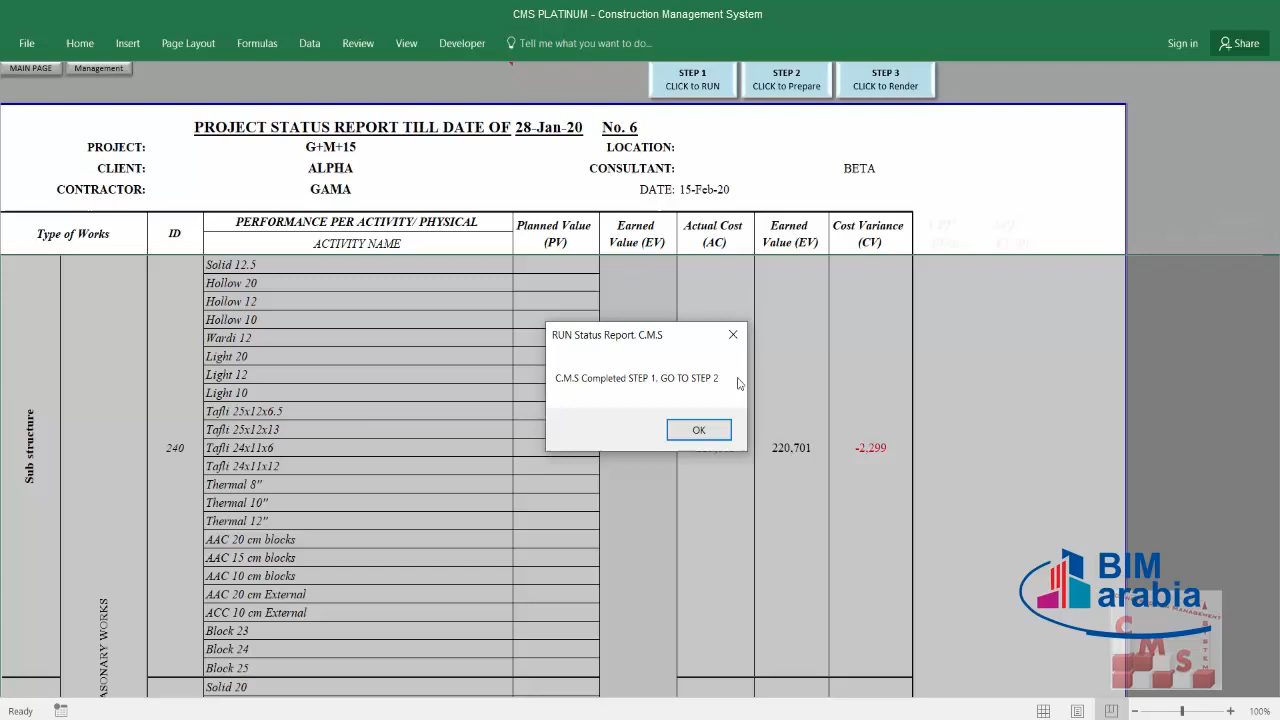 CMS PLATINUM - Construction Management System
File Home Insert Page Layout Formulas Data Review View Developer Tell me what you want to do... Sign in Share
MAIN PAGE Management
STEP 1 STEP 2 STEP 3
CLICK to RUN CLICK to Prepare CLICK to Render
PROJECT STATUS REPORT TILL DATE OF 28-Jan-20 No. 6
PROJECT: G+M+15 LOCATION:
CLIENT: ALPHA CONSULTANT: BETA
CONTRACTOR: GAMA DATE: 15-Feb-20
Type of Works ID PERFORMANCE PER ACTIVITY/ PHYSICAL Planned Value Earned Actual Cost Earned Cost Variance
ACTIVITY NAME (PV) Value (EV) (AC) Value (EV) (CV)
Solid 12.5
Hollow 20
Hollow 12
Hollow 10
Wardi 12
Light 20
Light 12
Light 10
Tafli 25x12x6.5
Tafli 25x12x13
Sub structure 240 Tafli 24x11x6 220,701 -2,299
Tafli 24x11x12
Thermal 8"
Thermal 10"
Thermal 12"
AAC 20 cm blocks
AAC 15 cm blocks
AAC 10 cm blocks
AAC 20 cm External
ACC 10 cm External
Block 23
Block 24
Block 25
Solid 20
ASONARY WORKS
RUN Status Report. C.M.S
C.M.S Completed STEP 1. GO TO STEP 2
OK
BIM
arabia
CMS
Ready 100%